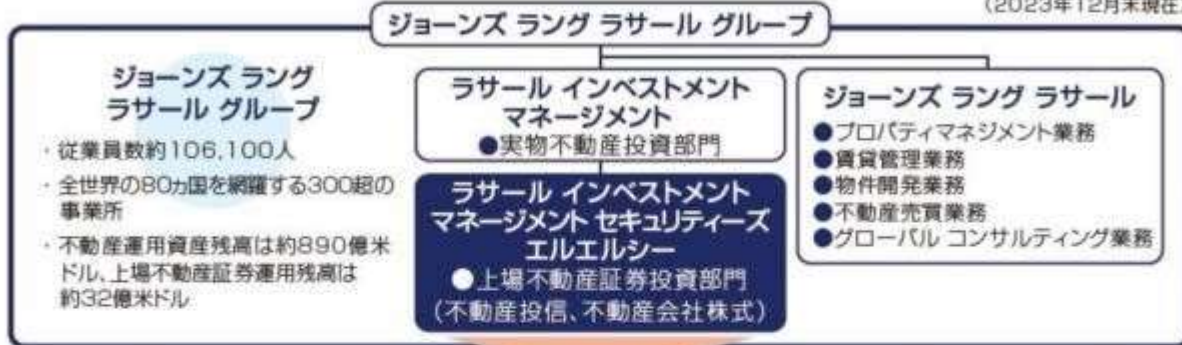 (2023年12月末現在)
ジョーンズ ラング ラサール グループ
ジョーンズ ラング
ラサール グループ
・従業員数約106,100人
・全世界の80ヵ国を網羅する300超の
事業所
・不動産運用資産残高は約890億米
ドル、上場不動産証券運用残高は
約32億米ドル
ラサール インベストメント
マネージメント
●実物不動産投資部門
ラサール インベストメント
マネージメント セキュリティーズ
エルエルシー
●上場不動産証券投資部門
(不動産投信、不動産会社株式)
ジョーンズ ラング ラサール
●プロパティマネジメント業務
●賃貸管理業務
●物件開発業務
●不動産売買業務
●グローバル コンサルティング業務